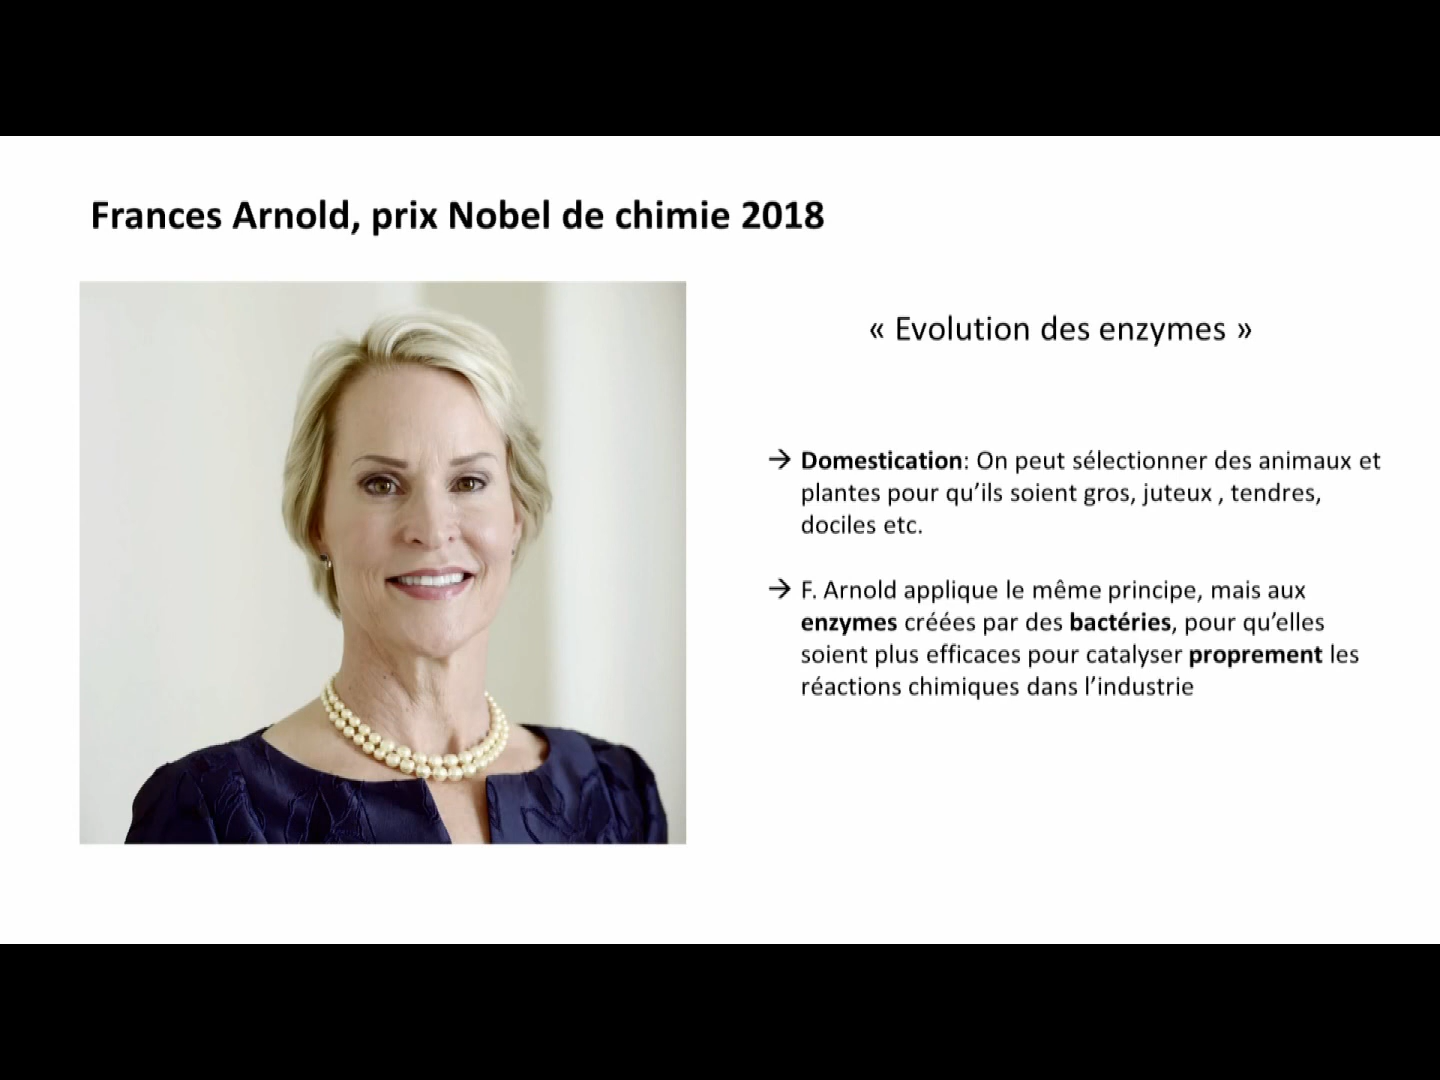 Frances Arnold, prix Nobel de chimie 2018
« Evolution des enzymes »
→ Domestication: On peut sélectionner des animaux et
plantes pour qu’ils soient gros, juteux , tendres,
dociles etc.
→ F. Arnold applique le même principe, mais aux
enzymes créées par des bactéries, pour qu’elles
soient plus efficaces pour catalyser proprement les
réactions chimiques dans l’industrie